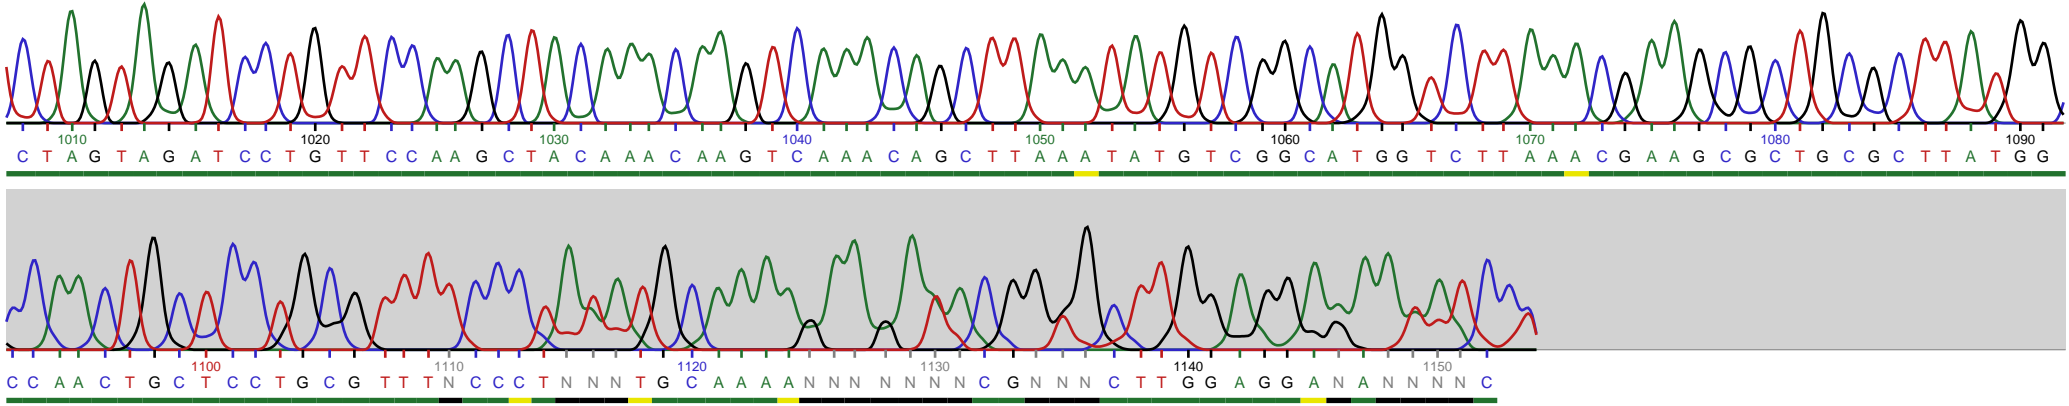 1010 1020 1030 1040 1050 1060 1070 1080 1090
C T A G T A G A T C C T G T T C C A A G C T A C A A A C A A G T C A A A C A G C T T A A A T A T G T C G G C A T G G T C T T A A A C G A A G C G C T G C G C T T A T G G
1100 1110 1120 1130 1140 1150
C C A A C T G C T C C T G C G T T T N C C C T N N N T G C A A A A N N N N N N N C G N N N C T T G G A G G A N A N N N N C